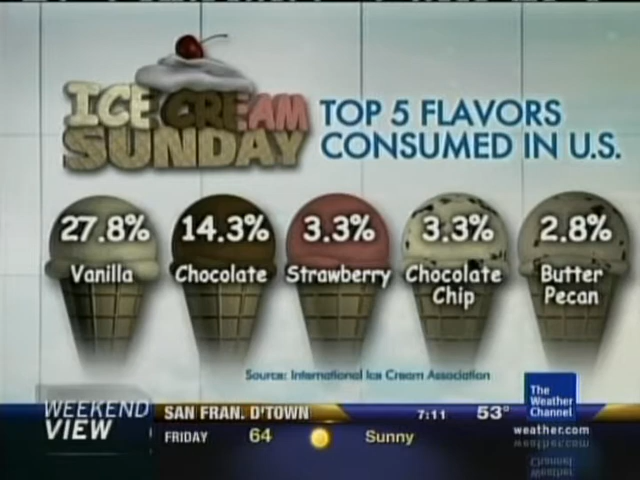 ICE CREAM
SUNDAY
TOP 5 FLAVORS
CONSUMED IN U.S.
27.8%
Vanilla
14.3%
Chocolate
3.3%
Strawberry
3.3%
Chocolate
Chip
2.8%
Butter
Pecan
Source: International Ice Cream Association
WEEKEND
VIEW
SAN FRAN. D'TOWN
7:11
53°
FRIDAY
64
Sunny
The
Weather
Channel
weather.com